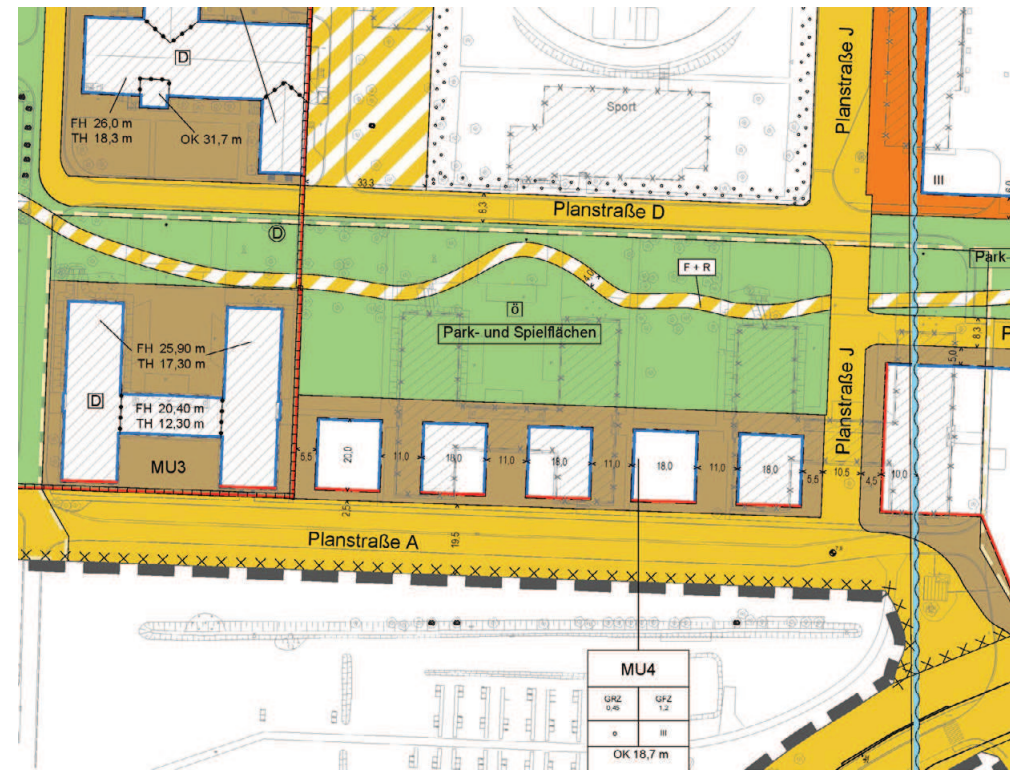 D
FH 26,0 m
TH 18,3 m
OK 31,7 m
Sport
Planstraße J
III
33,3
8,3
Planstraße D
D
F + R
Park-
4,0
ö
Park- und Spielflächen
8,3
5,0
P
FH 25,90 m
TH 17,30 m
D
FH 20,40 m
TH 12,30 m
MU3
Planstraße J
5,5
20,0
11,0
18,0
11,0
18,0
11,0
18,0
11,0
18,0
5,5
10,5
4,5
10,0
2,5
19,5
Planstraße A
MU4
GRZ
0,45
GFZ
1,2
o
III
OK 18,7 m